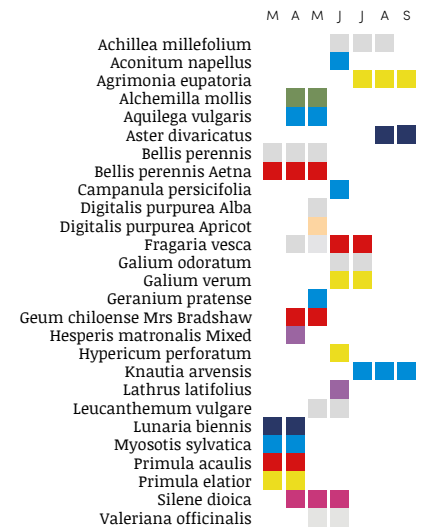 M A M J J A S
Achillea millefolium
Aconitum napellus
Agrimonia eupatoria
Alchemilla mollis
Aquilega vulgaris
Aster divaricatus
Bellis perennis
Bellis perennis Aetna
Campanula persicifolia
Digitalis purpurea Alba
Digitalis purpurea Apricot
Fragaria vesca
Galium odoratum
Galium verum
Geranium pratense
Geum chiloense Mrs Bradshaw
Hesperis matronalis Mixed
Hypericum perforatum
Knautia arvensis
Lathrus latifolius
Leucanthemum vulgare
Lunaria biennis
Myosotis sylvatica
Primula acaulis
Primula elatior
Silene dioica
Valeriana officinalis